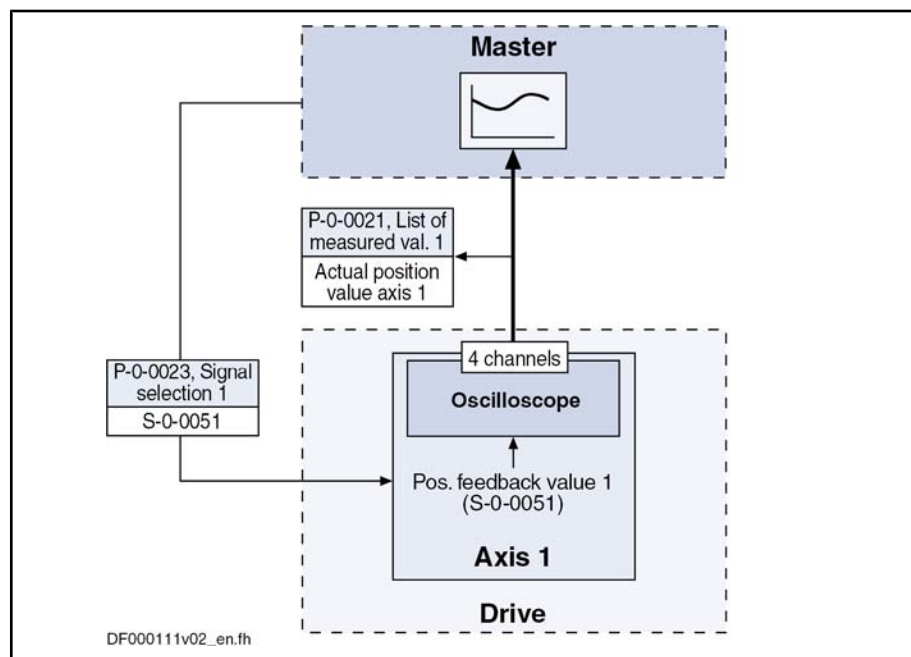 Master
P-0-0021, List of
measured val. 1
Actual position
value axis 1
P-0-0023, Signal
selection 1
S-0-0051
4 channels
Oscilloscope
Pos. feedback value 1
(S-0-0051)
Axis 1
Drive
DF000111v02_en.fh